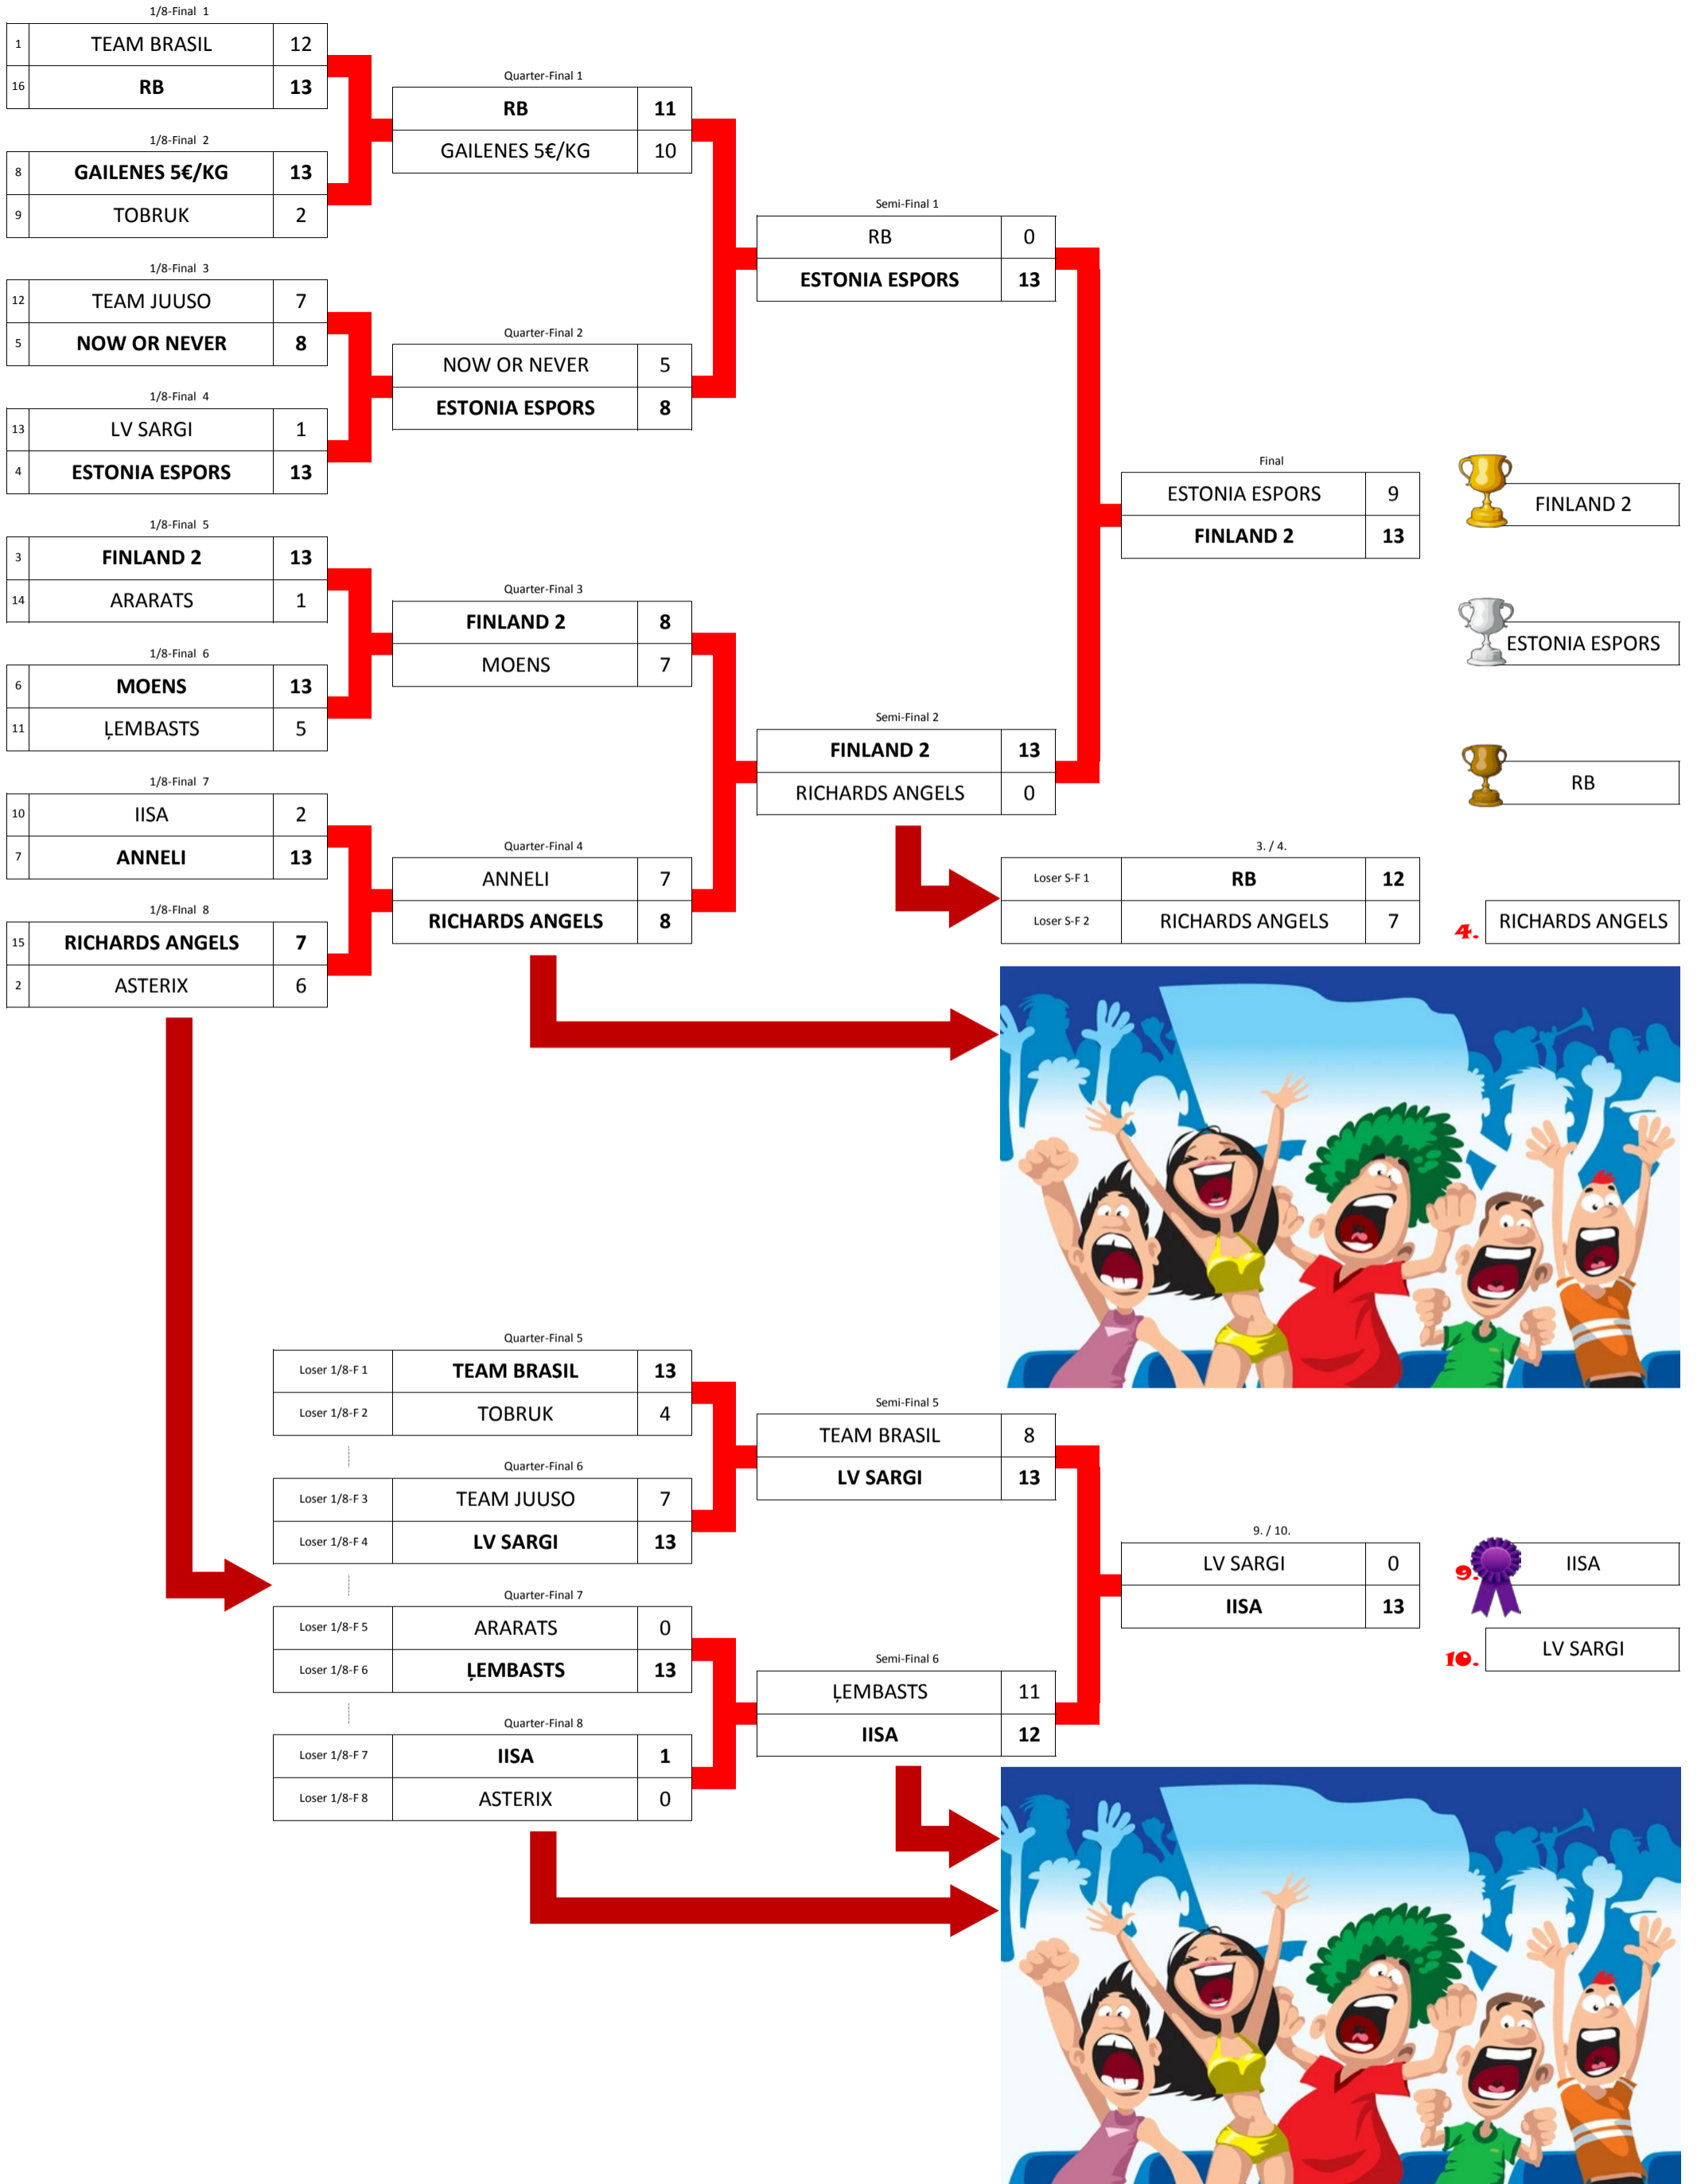 1/8-Final 1
1 TEAM BRASIL 12
16 RB 13
1/8-Final 2
8 GAILENES 5€/KG 13
9 TOBRUK 2
1/8-Final 3
12 TEAM JUUSO 7
5 NOW OR NEVER 8
1/8-Final 4
13 LV SARGI 1
4 ESTONIA ESPORS 13
1/8-Final 5
3 FINLAND 2 13
14 ARARATS 1
1/8-Final 6
6 MOENS 13
11 ĻEMBASTS 5
1/8-Final 7
10 IISA 2
7 ANNELI 13
1/8-FInal 8
15 RICHARDS ANGELS 7
2 ASTERIX 6
Quarter-Final 1
RB 11
GAILENES 5€/KG 10
Quarter-Final 2
NOW OR NEVER 5
ESTONIA ESPORS 8
Quarter-Final 3
FINLAND 2 8
MOENS 7
Quarter-Final 4
ANNELI 7
RICHARDS ANGELS 8
Semi-Final 1
RB 0
ESTONIA ESPORS 13
Semi-Final 2
FINLAND 2 13
RICHARDS ANGELS 0
Final
ESTONIA ESPORS 9
FINLAND 2 13
FINLAND 2
ESTONIA ESPORS
RB
3. / 4.
Loser S-F 1 RB 12
Loser S-F 2 RICHARDS ANGELS 7
4. RICHARDS ANGELS
Quarter-Final 5
Loser 1/8-F 1 TEAM BRASIL 13
Loser 1/8-F 2 TOBRUK 4
Quarter-Final 6
Loser 1/8-F 3 TEAM JUUSO 7
Loser 1/8-F 4 LV SARGI 13
Quarter-Final 7
Loser 1/8-F 5 ARARATS 0
Loser 1/8-F 6 ĻEMBASTS 13
Quarter-Final 8
Loser 1/8-F 7 IISA 1
Loser 1/8-F 8 ASTERIX 0
Semi-Final 5
TEAM BRASIL 8
LV SARGI 13
Semi-Final 6
ĻEMBASTS 11
IISA 12
9. / 10.
LV SARGI 0
IISA 13
9. IISA
10. LV SARGI